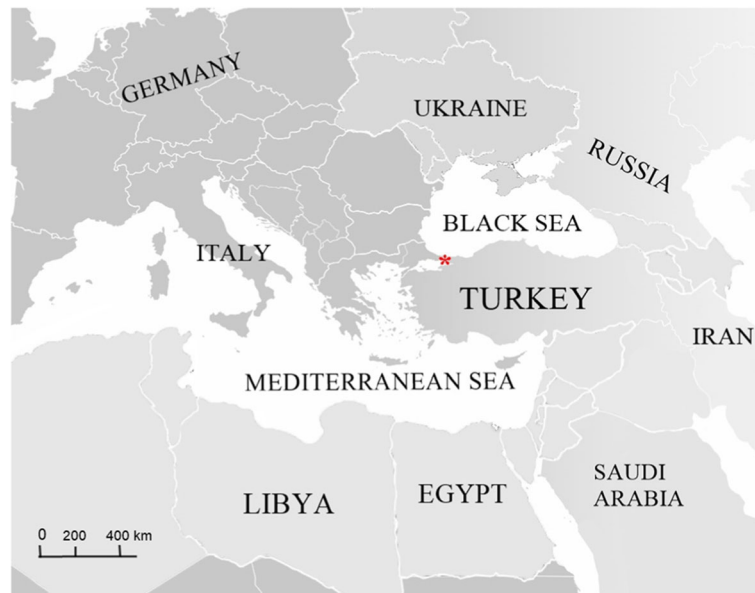 GERMANY
UKRAINE
RUSSIA
BLACK SEA
ITALY
*
TURKEY
IRAN
MEDITERRANEAN SEA
SAUDI
ARABIA
EGYPT
LIBYA
0 200 400 km